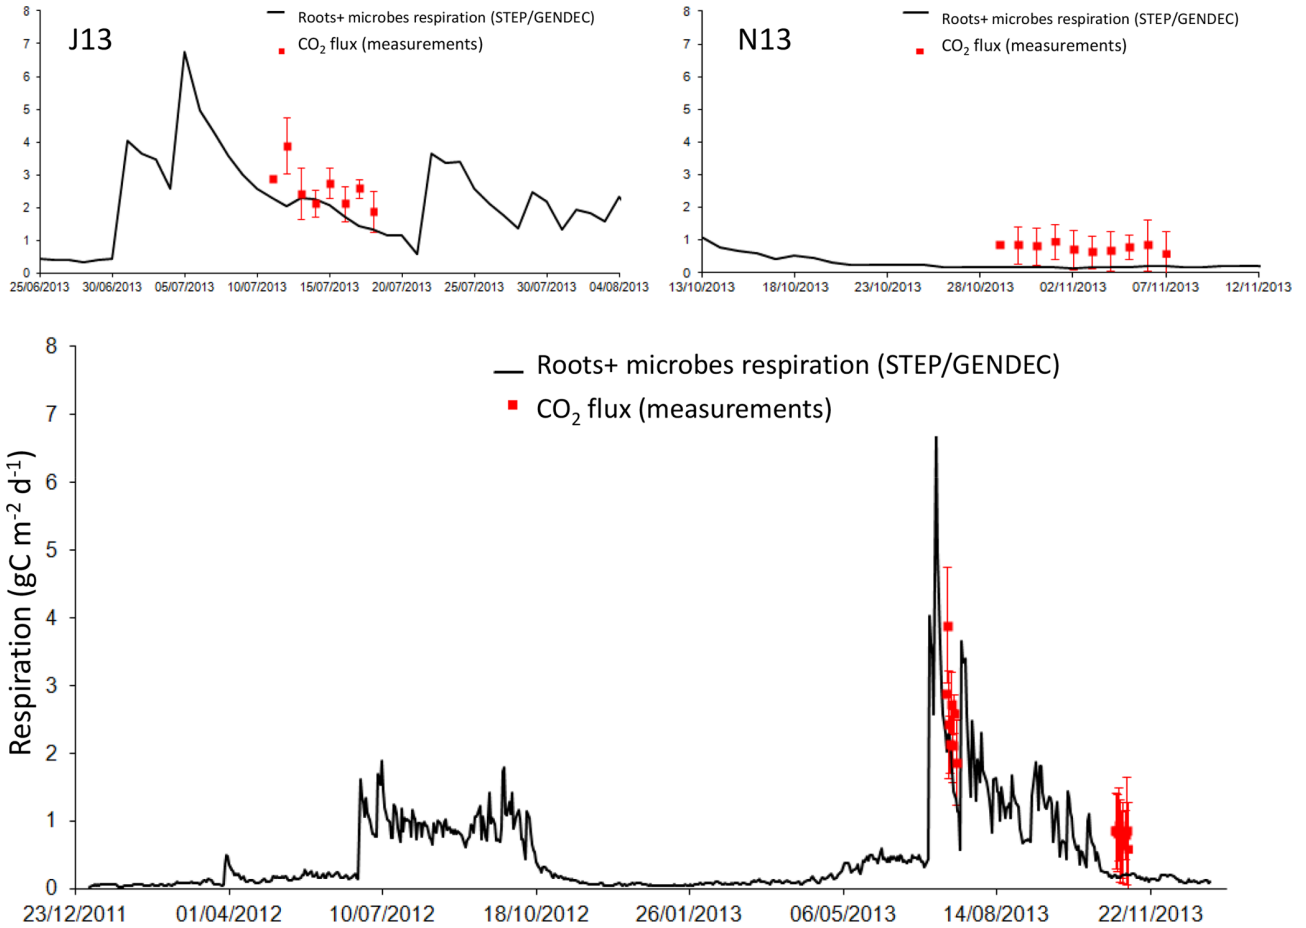 J13
Roots+ microbes respiration (STEP/GENDEC)
CO2 flux (measurements)
8
7
6
5
4
3
2
1
0
25/06/2013 30/06/2013 05/07/2013 10/07/2013 15/07/2013 20/07/2013 25/07/2013 30/07/2013 04/08/2013
N13
Roots+ microbes respiration (STEP/GENDEC)
CO2 flux (measurements)
8
7
6
5
4
3
2
1
0
13/10/2013 18/10/2013 23/10/2013 28/10/2013 02/11/2013 07/11/2013 12/11/2013
Roots+ microbes respiration (STEP/GENDEC)
CO2 flux (measurements)
Respiration (gC m-2 d-1)
8
7
6
5
4
3
2
1
0
23/12/2011 01/04/2012 10/07/2012 18/10/2012 26/01/2013 06/05/2013 14/08/2013 22/11/2013